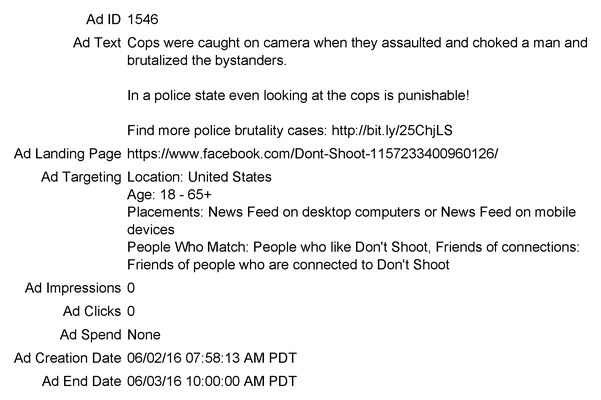 Ad ID 1546
Ad Text Cops were caught on camera when they assaulted and choked a man and
brutalized the bystanders.
In a police state even looking at the cops is punishable!
Find more police brutality cases: http://bit.ly/25ChjLS
Ad Landing Page https://www.facebook.com/Dont-Shoot-1157233400960126/
Ad Targeting Location: United States
Age: 18 - 65+
Placements: News Feed on desktop computers or News Feed on mobile
devices
People Who Match: People who like Don't Shoot, Friends of connections:
Friends of people who are connected to Don't Shoot
Ad Impressions 0
Ad Clicks 0
Ad Spend None
Ad Creation Date 06/02/16 07:58:13 AM PDT
Ad End Date 06/03/16 10:00:00 AM PDT